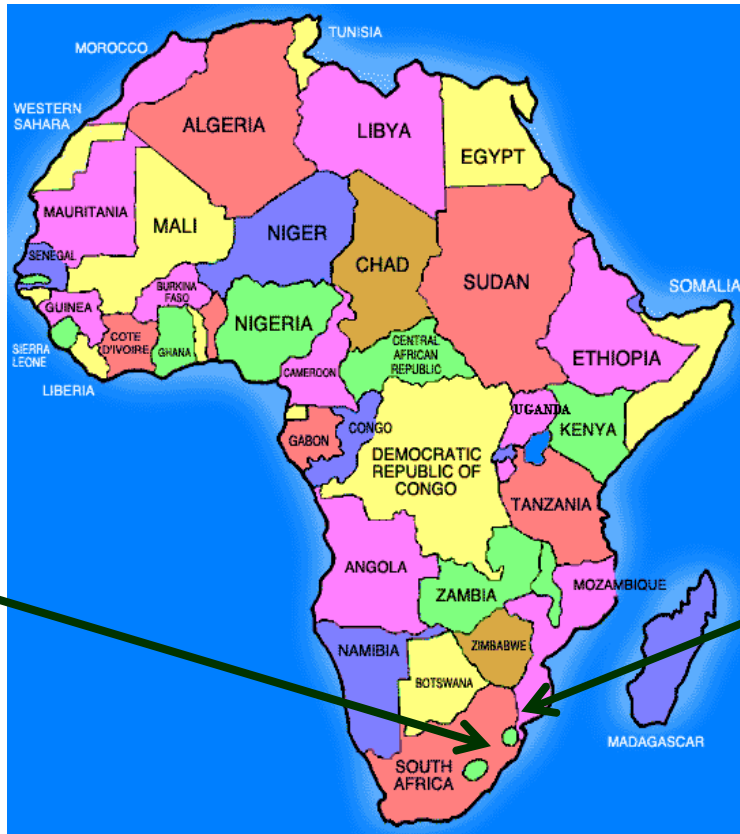 TUNISIA
MOROCCO
WESTERN
SAHARA
ALGERIA
LIBYA
EGYPT
MAURITANIA
MALI
NIGER
CHAD
SUDAN
SENEGAL
SOMALIA
BURKINA
FASO
GUINEA
NIGERIA
SIERRA
LEONE
COTE
D'IVOIRE
GHANA
CENTRAL
AFRICAN
REPUBLIC
ETHIOPIA
CAMEROON
LIBERIA
UGANDA
KENYA
CONGO
GABON
DEMOCRATIC
REPUBLIC OF
CONGO
TANZANIA
ANGOLA
MOZAMBIQUE
ZAMBIA
NAMIBIA
ZIMBABWE
BOTSWANA
MADAGASCAR
SOUTH
AFRICA